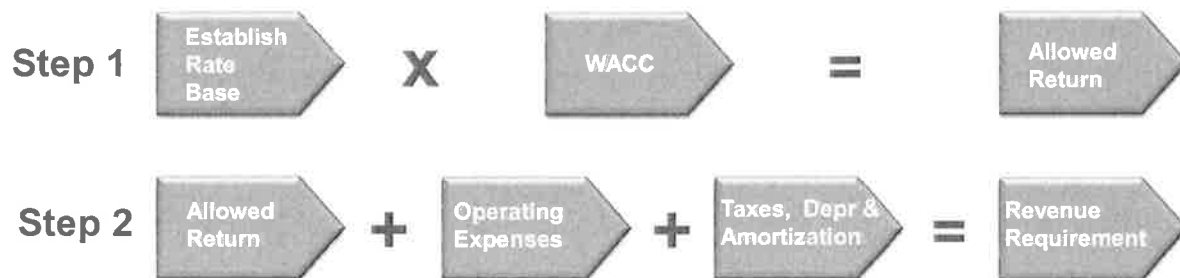 Step 1
Establish
Rate
Base
X
WACC
=
Allowed
Return
Step 2
Allowed
Return
+
Operating
Expenses
+
Taxes, Depr &
Amortization
=
Revenue
Requirement